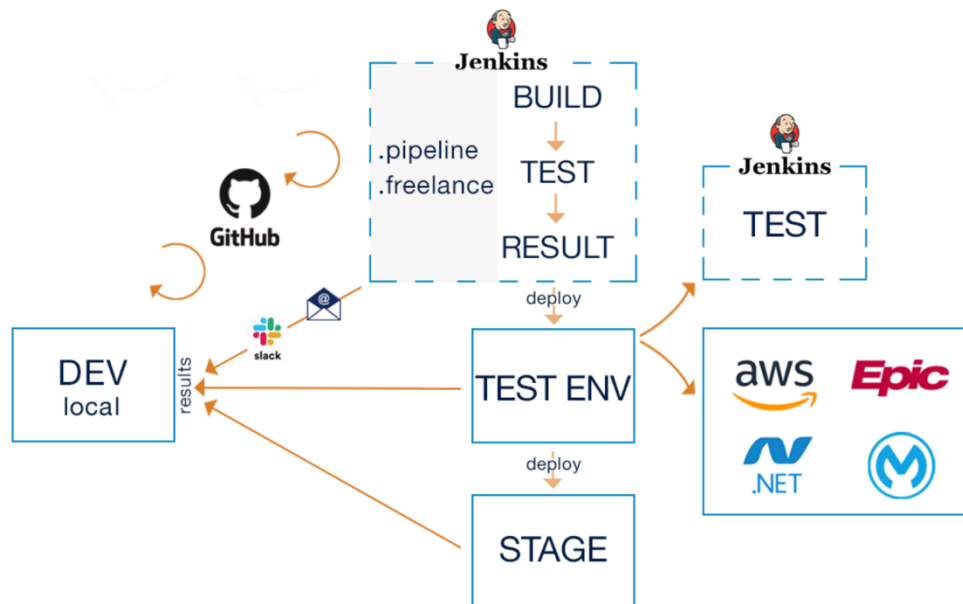 Jenkins
BUILD
.pipeline
.freelance
TEST
RESULT
GitHub
Jenkins
TEST
deploy
@
slack
results
DEV
local
TEST ENV
aws
Epic
.NET
deploy
STAGE